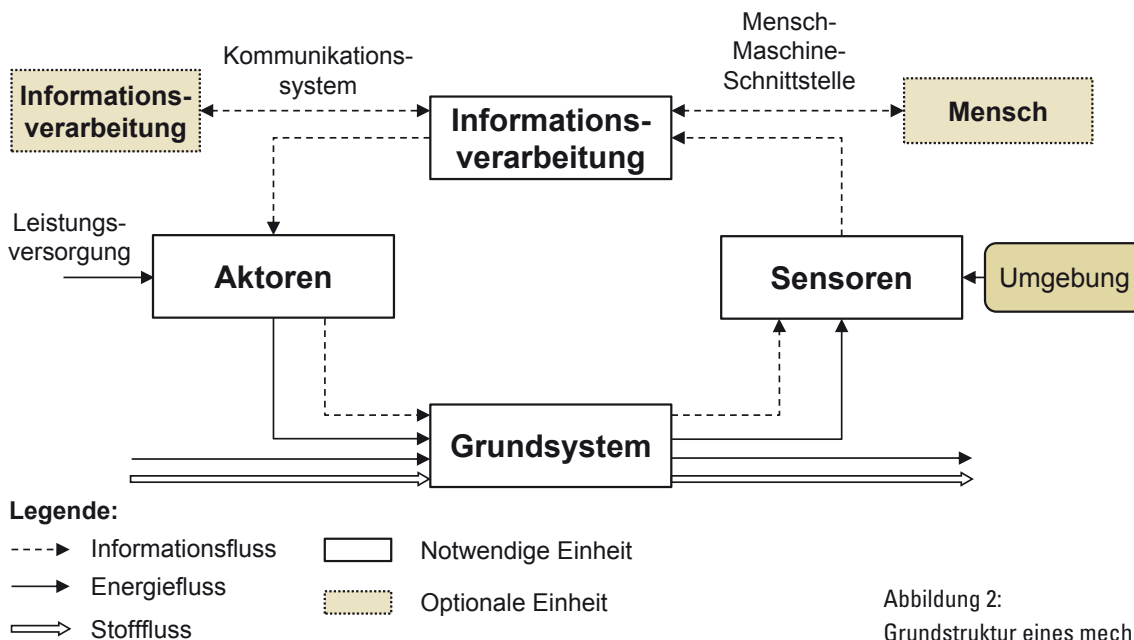 Kommunikations-
system
Mensch-
Maschine-
Schnittstelle
Informations-
verarbeitung
Informations-
verarbeitung
Mensch
Leistungs-
versorgung
Aktoren
Sensoren
Umgebung
Grundsystem
Legende:
Informationsfluss
Notwendige Einheit
Energiefluss
Optionale Einheit
Stofffluss
Abbildung 2:
Grundstruktur eines mech